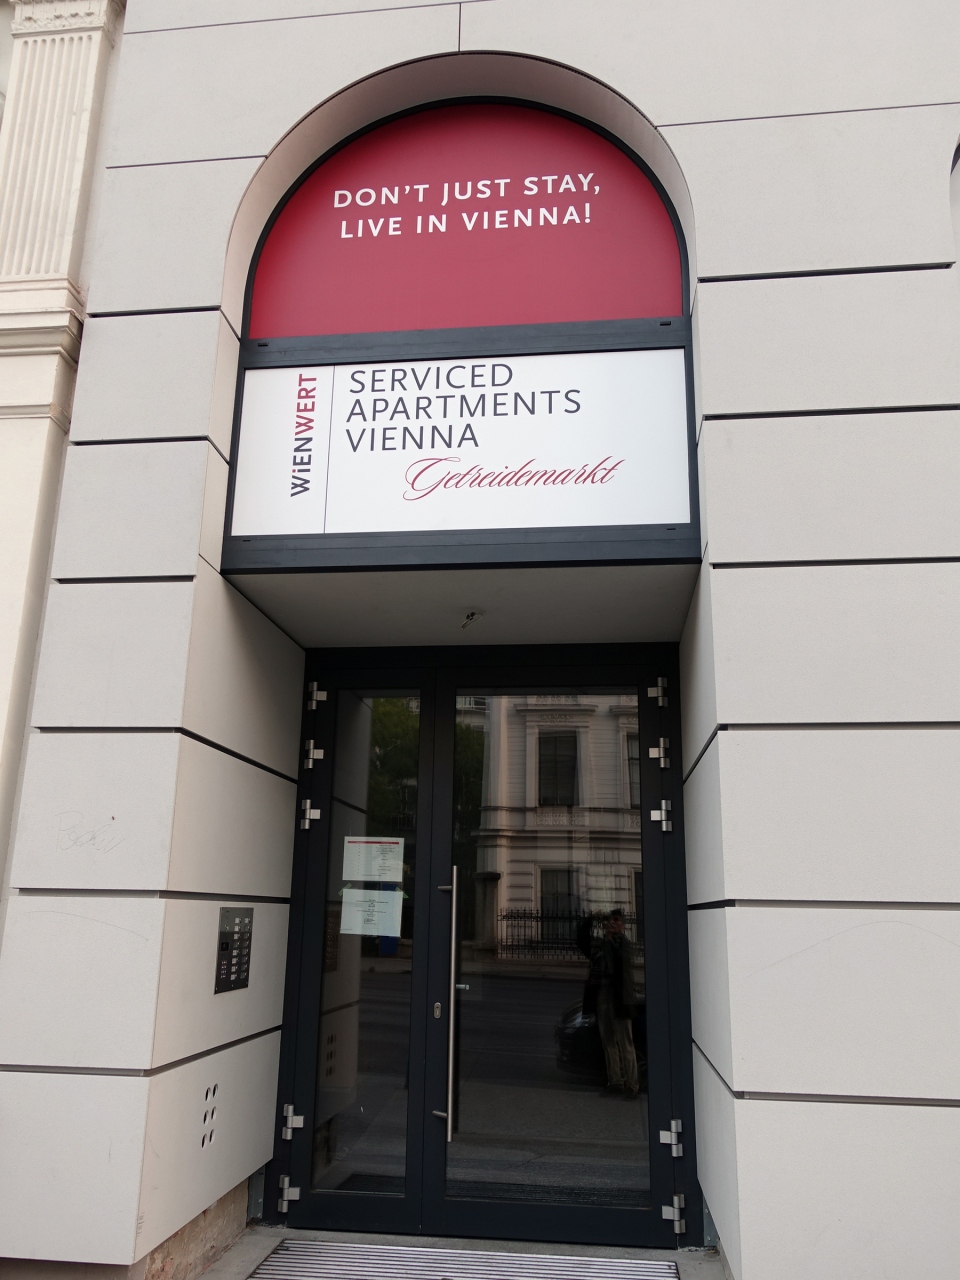 DON'T JUST STAY,
LIVE IN VIENNA!
WiENWERT
SERVICED
APARTMENTS
VIENNA
Getreidemarkt